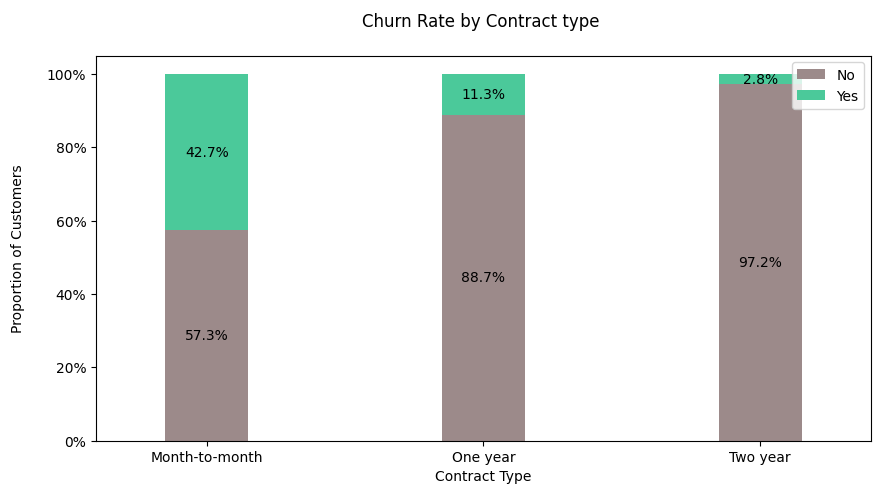 Churn Rate by Contract type
Proportion of Customers
100%
80%
60%
40%
20%
0%
42.7%
57.3%
11.3%
88.7%
2.8%
97.2%
No
Yes
Month-to-month
One year
Two year
Contract Type